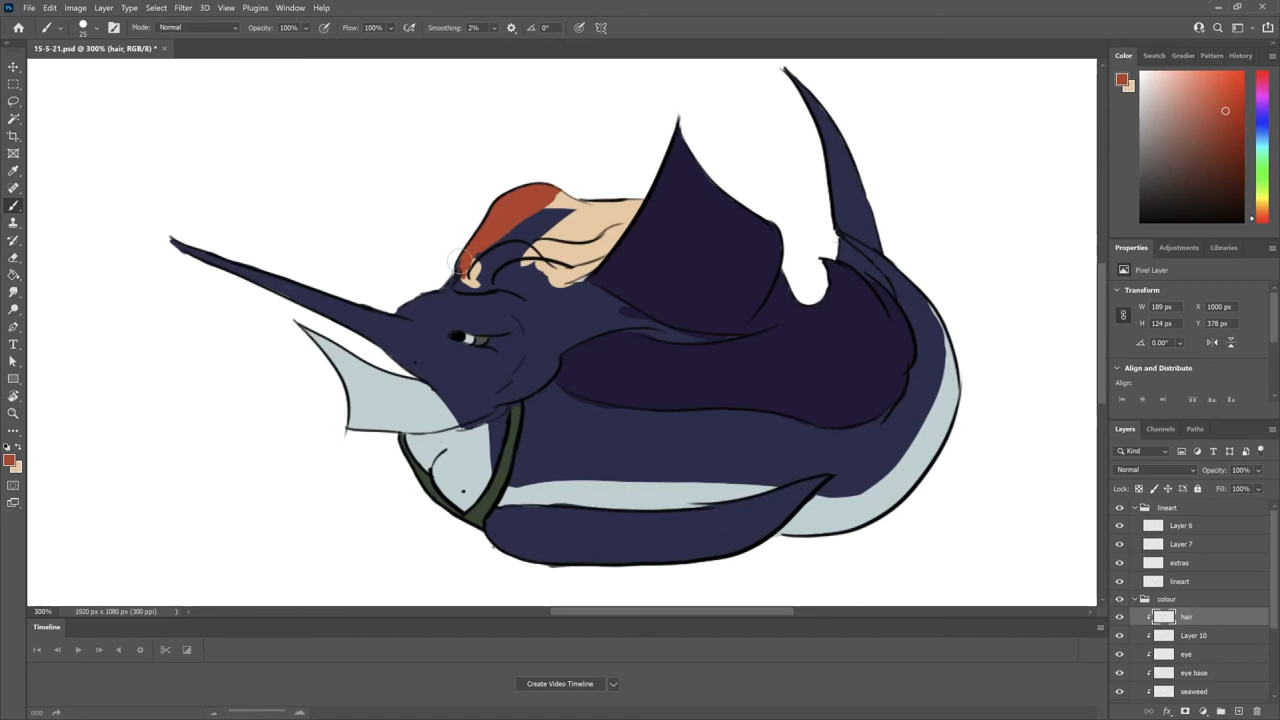 Ps File Edit Image Layer Type Select Filter 3D View Plugins Window Help
25 Mode: Normal Opacity: 100% Flow: 100% Smoothing: 2% 0°
15-5-21.psd @ 300% (hair, RGB/8) *
Color Swatch Gradier Pattern History
Properties Adjustments Libraries
Pixel Layer
Transform
W 189 px X 1000 px
H 124 px Y 378 px
0.00°
Align and Distribute
Align:
Layers Channels Paths
Kind
Normal Opacity: 100%
Lock: Fill: 100%
lineart
Layer 6
Layer 7
extras
lineart
colour
hair
Layer 10
eye
eye base
seaweed
300% 1920 px x 1080 px (300 ppi)
Timeline
Create Video Timeline
fx